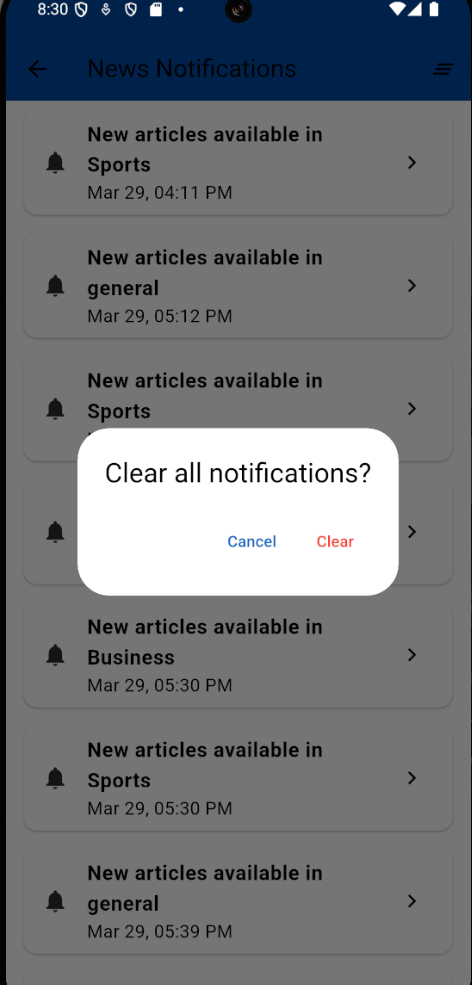 8:30
News Notifications
New articles available in
Sports
Mar 29, 04:11 PM
New articles available in
general
Mar 29, 05:12 PM
New articles available in
Sports
Clear all notifications?
Cancel Clear
New articles available in
Business
Mar 29, 05:30 PM
New articles available in
Sports
Mar 29, 05:30 PM
New articles available in
general
Mar 29, 05:39 PM